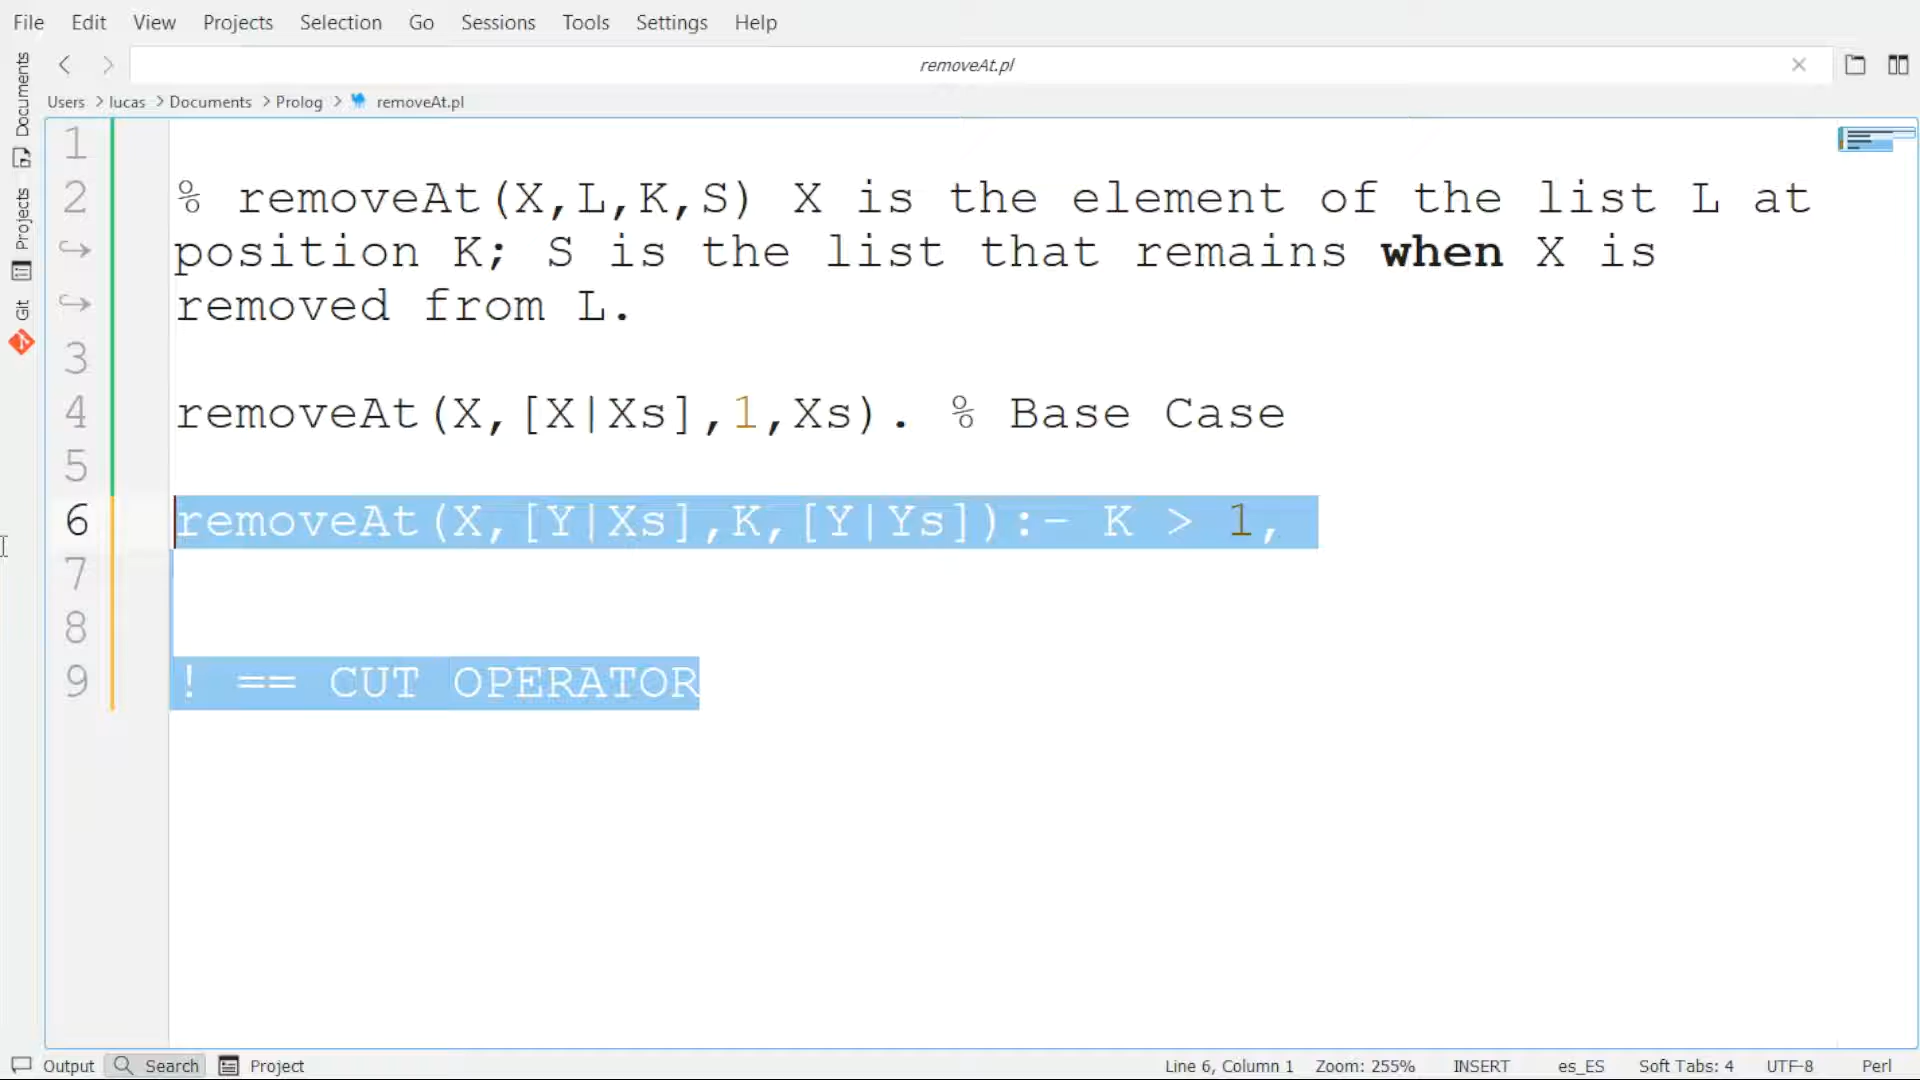 File Edit View Projects Selection Go Sessions Tools Settings Help
removeAt.pl
Users > lucas > Documents > Prolog > removeAt.pl
Documents
Projects
Git
1
2 % removeAt(X,L,K,S) X is the element of the list L at
position K; S is the list that remains when X is
removed from L.
3
4 removeAt(X,[X|Xs],1,Xs). % Base Case
5
6 removeAt(X,[Y|Xs],K,[Y|Ys]):- K > 1,
7
8
9 ! == CUT OPERATOR
Output Search Project Line 6, Column 1 Zoom: 255% INSERT es_ES Soft Tabs: 4 UTF-8 Perl